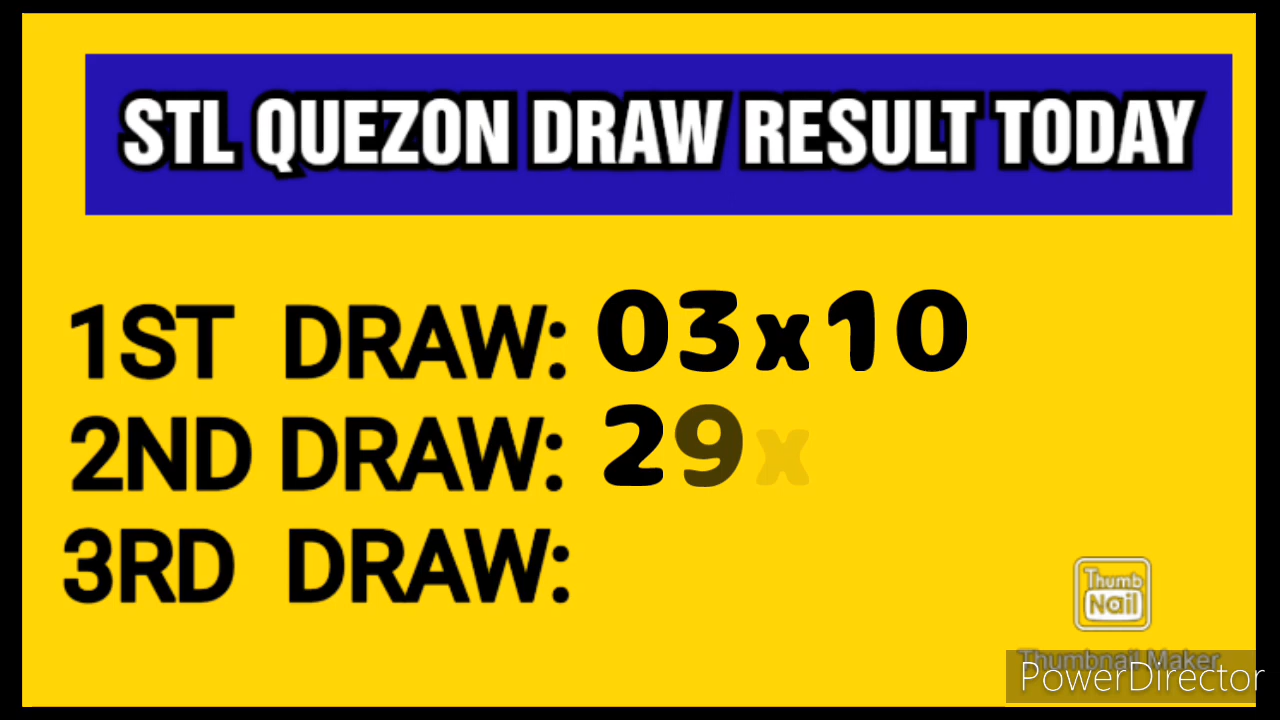 STL QUEZON DRAW RESULT TODAY
1ST DRAW: 03x10
2ND DRAW: 29x
3RD DRAW:
Thumb
Nail
Thumbnail Maker
PowerDirector